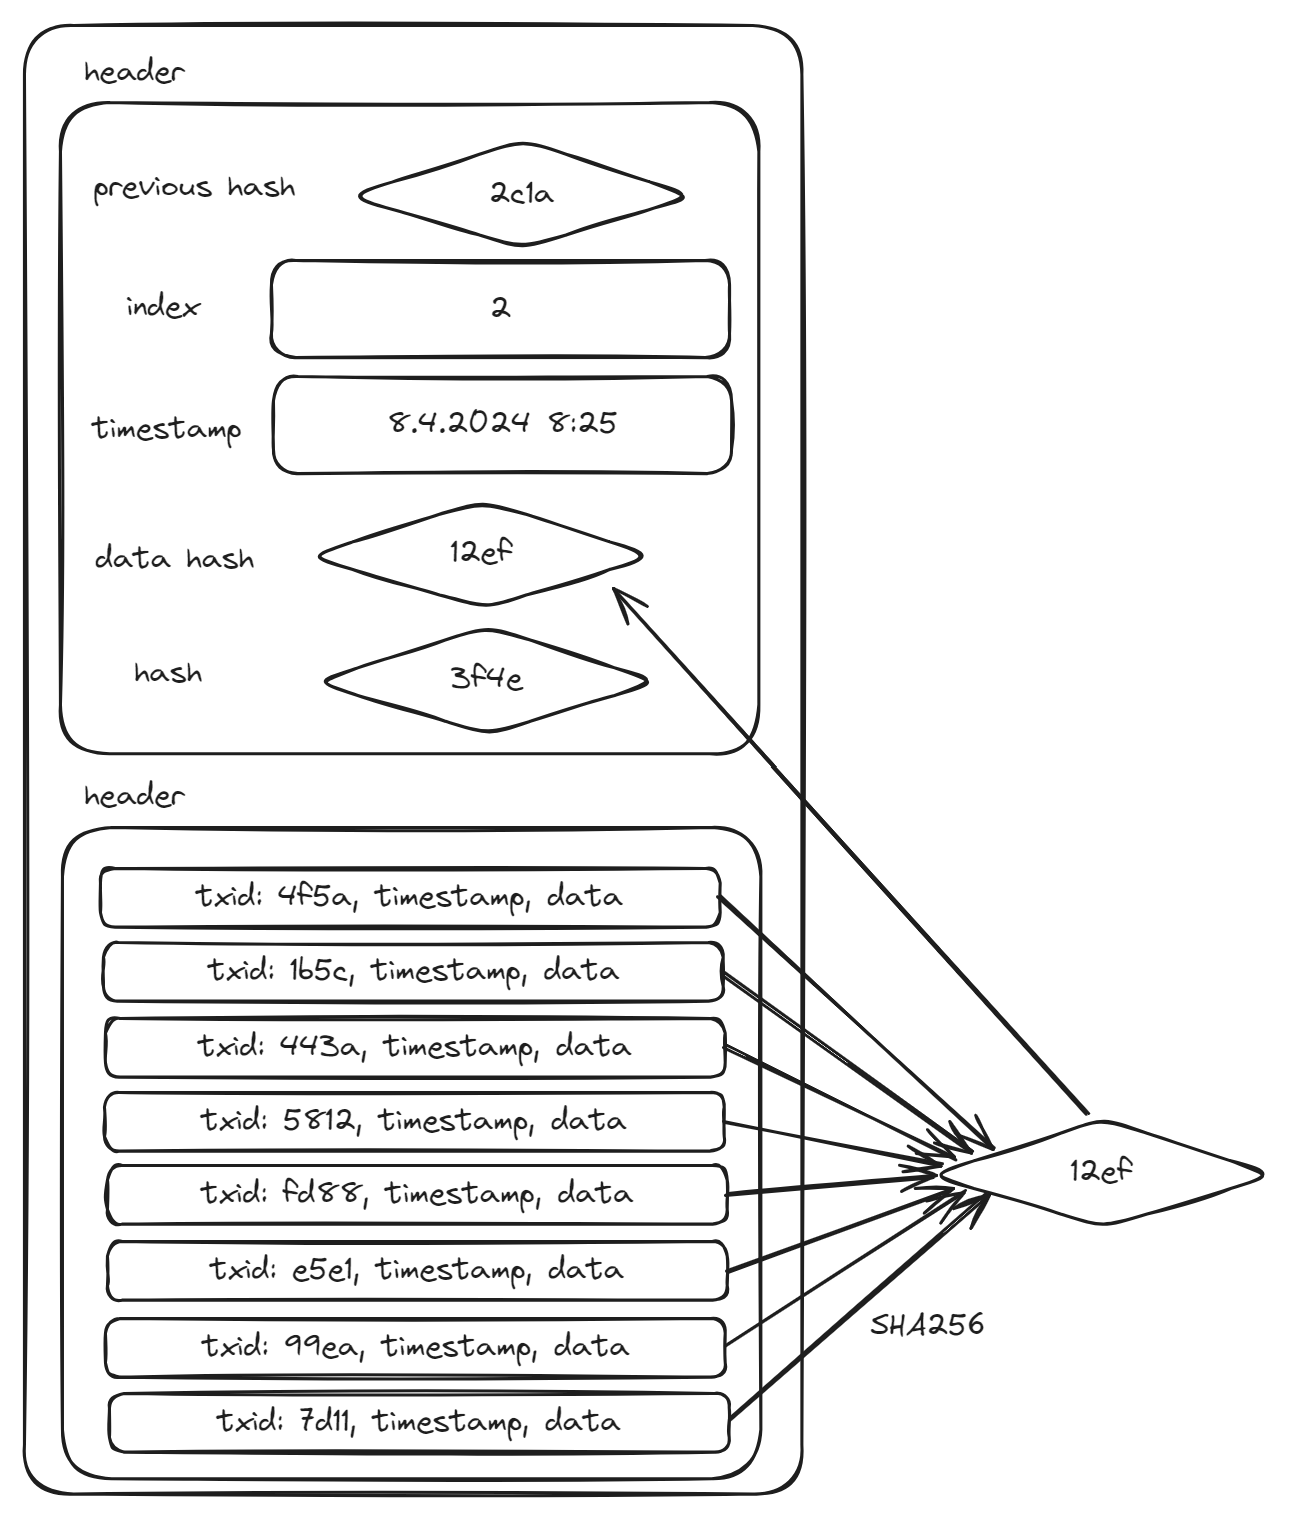 header
previous hash 2c1a
index 2
timestamp 8.4.2024 8:25
data hash 12ef
hash 3f4e
header
txid: 4f5a, timestamp, data
txid: 1b5c, timestamp, data
txid: 443a, timestamp, data
txid: 5812, timestamp, data
12ef
txid: fd88, timestamp, data
txid: e5e1, timestamp, data
SHA256
txid: 99ea, timestamp, data
txid: 7d11, timestamp, data